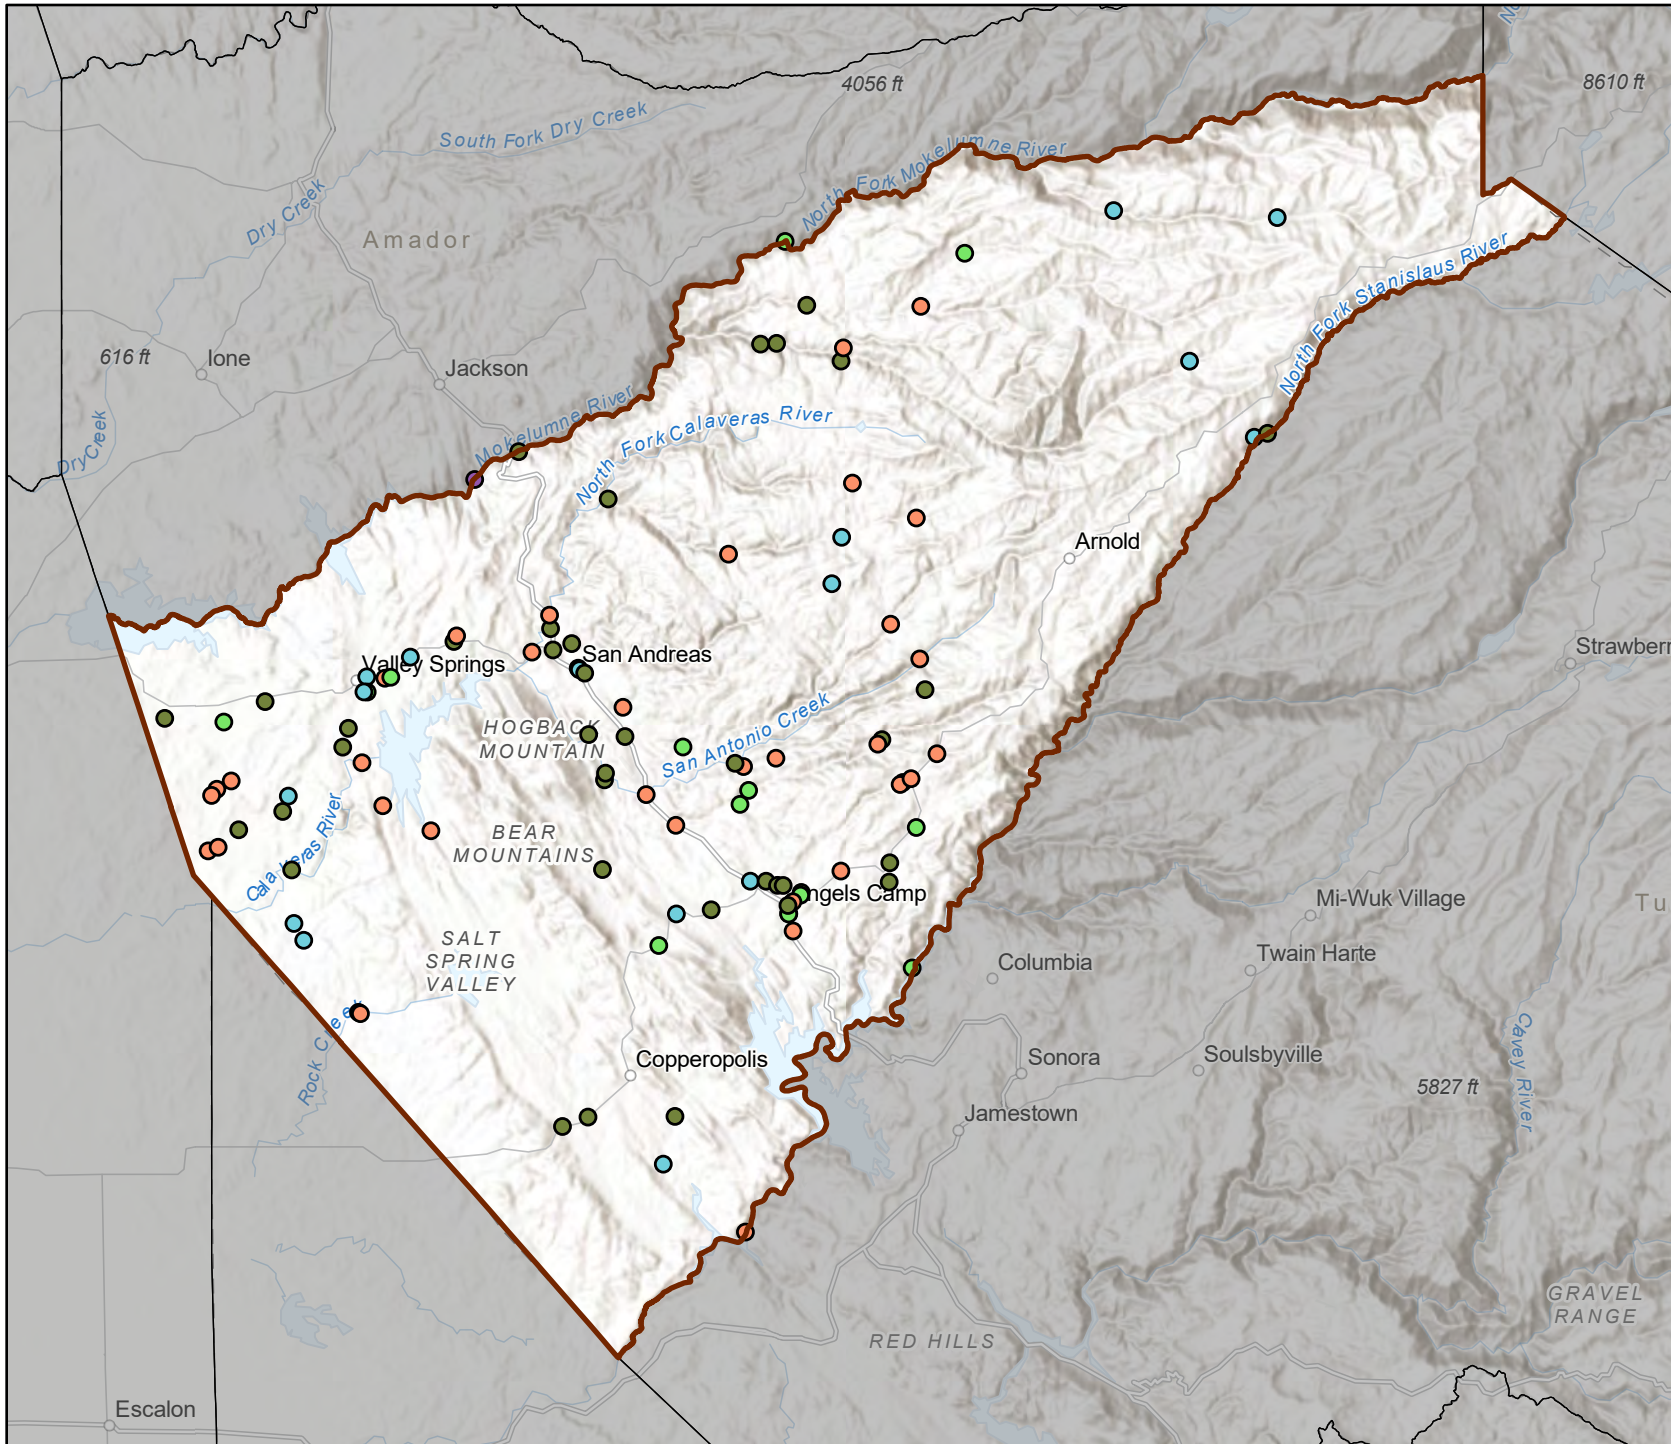 No
4056 ft
8610 ft
South Fork Dry Creek
North Fork Mokelumne River
Dry Creek
Amador
North Fork Stanislaus River
616 ft
Ione
Jackson
Mokelumne River
North Fork Calaveras River
Dry Creek
Arnold
Strawberr
Valley Springs
San Andreas
HOGBACK
MOUNTAIN
San Antonio Creek
BEAR
MOUNTAINS
Calaveras River
ngels Camp
Mi-Wuk Village
Tu
SALT
SPRING
VALLEY
Columbia
Twain Harte
Rock Creek
Copperopolis
Sonora
Soulsbyville
Cavey River
5827 ft
Jamestown
GRAVEL
RANGE
RED HILLS
Escalon